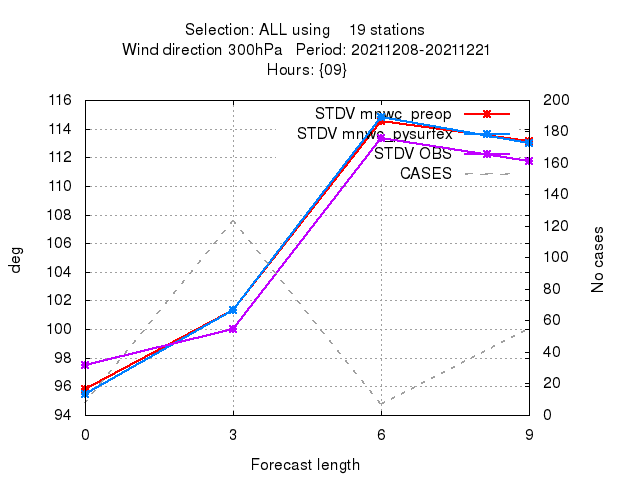 Selection: ALL using 19 stations
Wind direction 300hPa Period: 20211208-20211221
Hours: {09}
116
114
112
110
108
106
104
102
100
98
96
94
deg
STDV mnwc_preop
STDV mnwc_pysurfex
STDV OBS
CASES
200
180
160
140
120
100
80
60
40
20
0
No cases
0 3 6 9
Forecast length